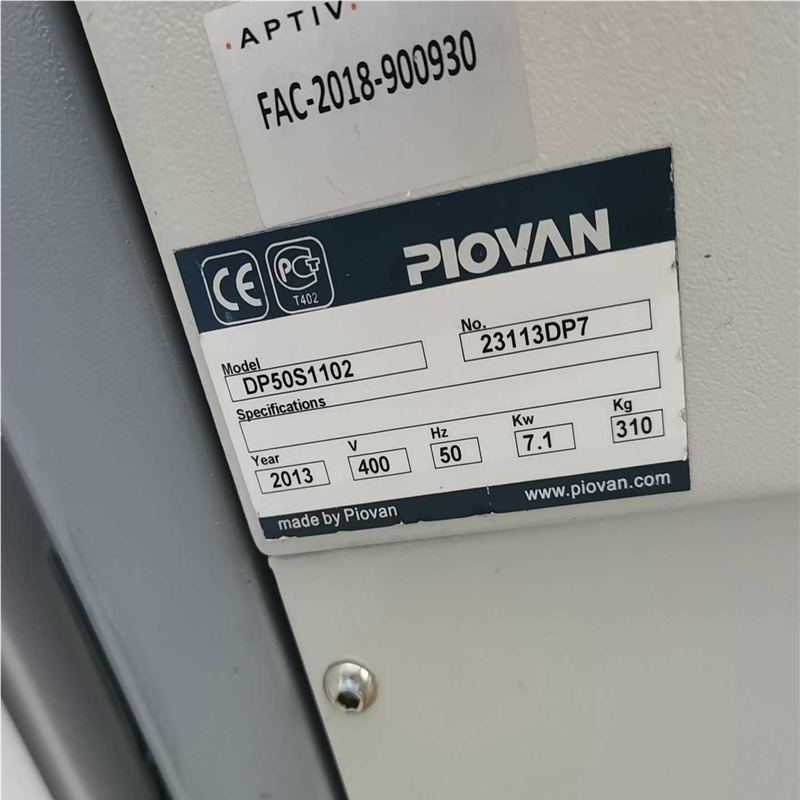 APTIV
FAC-2018-900930
CE PCT T402 PIOVAN
Model No.
DP50S1102 23113DP7
Specifications
Year V Hz Kw Kg
2013 400 50 7.1 310
made by Piovan www.piovan.com